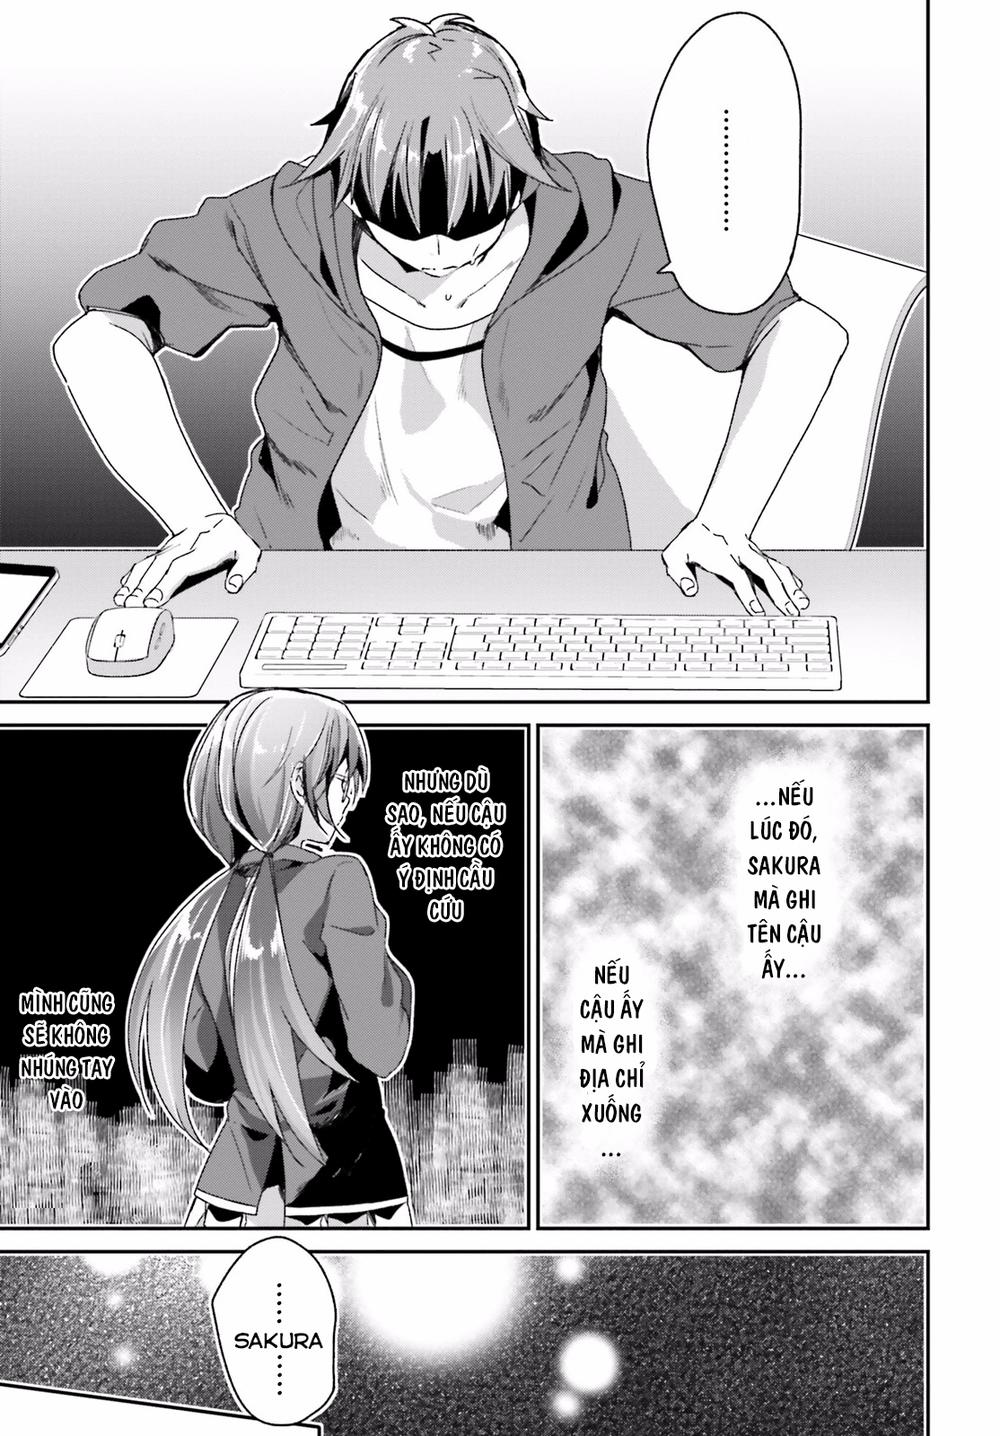 ...NẾU
LÚC ĐÓ,
SAKURA
MÀ GHI
TÊN CẬU
ẤY...
NẾU
CẬU ẤY
MÀ GHI
ĐỊA CHỈ
XUỐNG
...
NHƯNG DÙ
SAO, NẾU CẬU
ẤY KHÔNG CÓ
Ý ĐỊNH CẦU
CỨU
MÌNH CŨNG
SẼ KHÔNG
NHÚNG TAY
VÀO
SAKURA